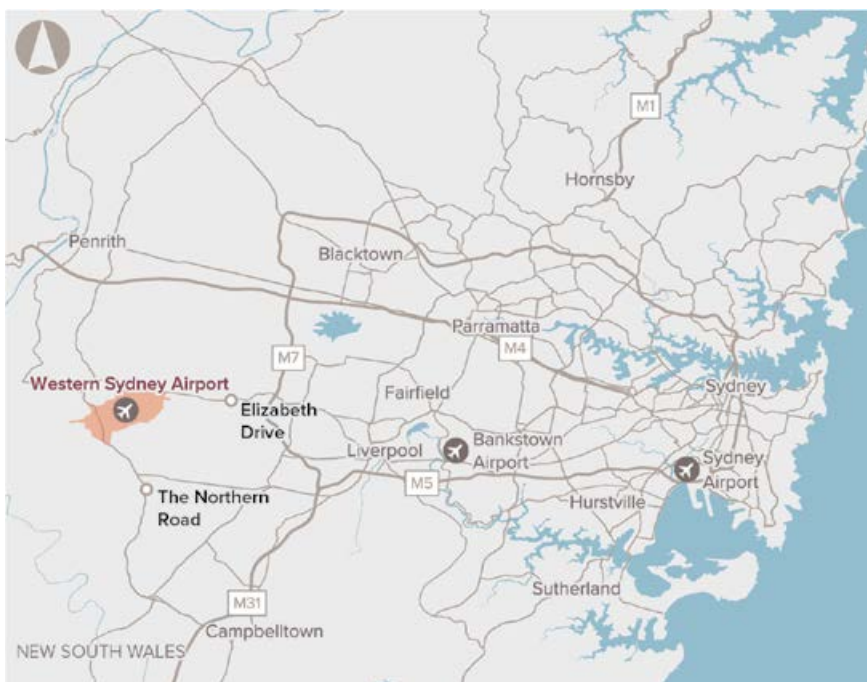 M1
Hornsby
Penrith
Blacktown
Parramatta
M4
M7
Western Sydney Airport
Fairfield
Sydney
Elizabeth
Drive
Liverpool
Bankstown
Airport
Sydney
Airport
M5
The Northern
Road
Hurstville
Sutherland
M31
Campbelltown
NEW SOUTH WALES